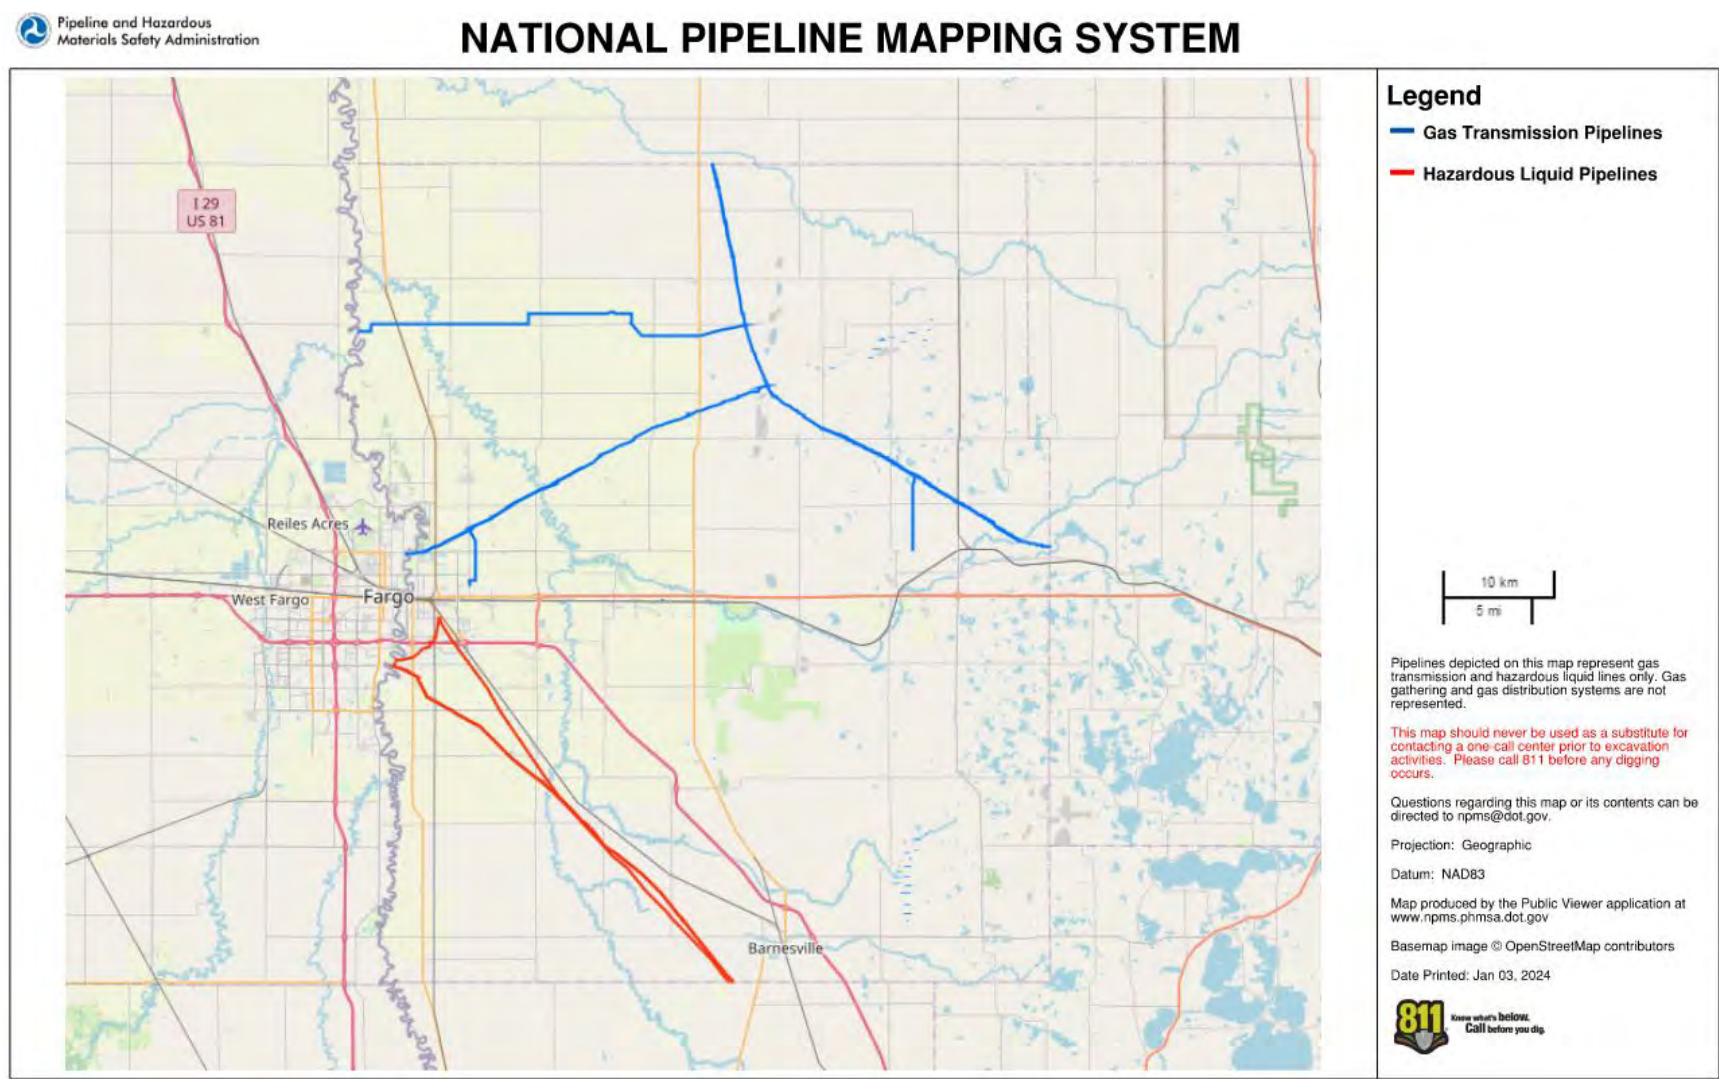 Pipeline and Hazardous
Materials Safety Administration
NATIONAL PIPELINE MAPPING SYSTEM
I 29
US 81
Reiles Acres
West Fargo
Fargo
Barnesville
Legend
Gas Transmission Pipelines
Hazardous Liquid Pipelines
10 km
5 mi
Pipelines depicted on this map represent gas
transmission and hazardous liquid lines only. Gas
gathering and gas distribution systems are not
represented.
This map should never be used as a substitute for
contacting a one-call center prior to excavation
activities. Please call 811 before any digging
occurs.
Questions regarding this map or its contents can be
directed to npms@dot.gov.
Projection: Geographic
Datum: NAD83
Map produced by the Public Viewer application at
www.npms.phmsa.dot.gov
Basemap image © OpenStreetMap contributors
Date Printed: Jan 03, 2024
811
Know what's below.
Call before you dig.